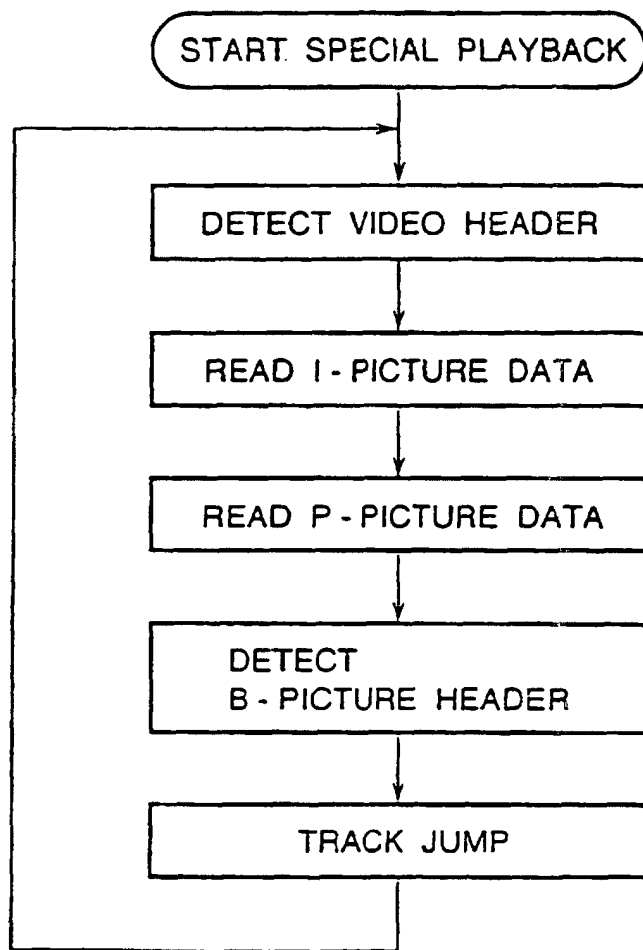 START SPECIAL PLAYBACK
DETECT VIDEO HEADER
READ I - PICTURE DATA
READ P - PICTURE DATA
DETECT
B - PICTURE HEADER
TRACK JUMP